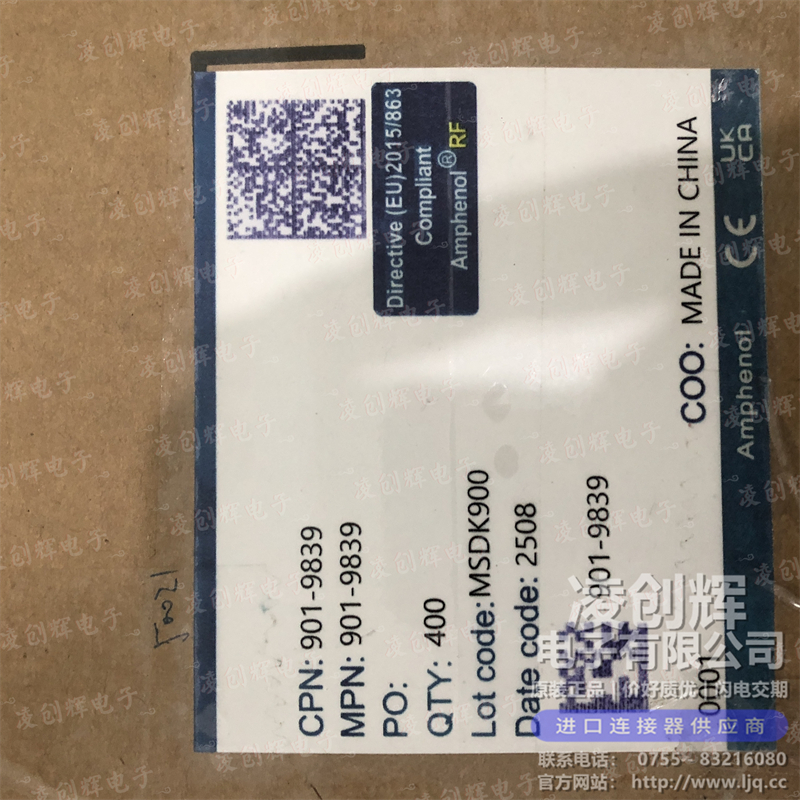 Directive (EU)2015/863
Compliant
Amphenol® RF
CPN: 901-9839
MPN: 901-9839
PO:
QTY: 400
Lot code: MSDK900
Date code: 2508
901-9839
COO: MADE IN CHINA
Amphenol
CE
UK
CA
凌创辉
电子有限公司
原装正品|价好质优|闪电交期
进口连接器供应商
联系电话： 0755- 83216080
官方网站： http://www.ljq.cc
凌创辉电子